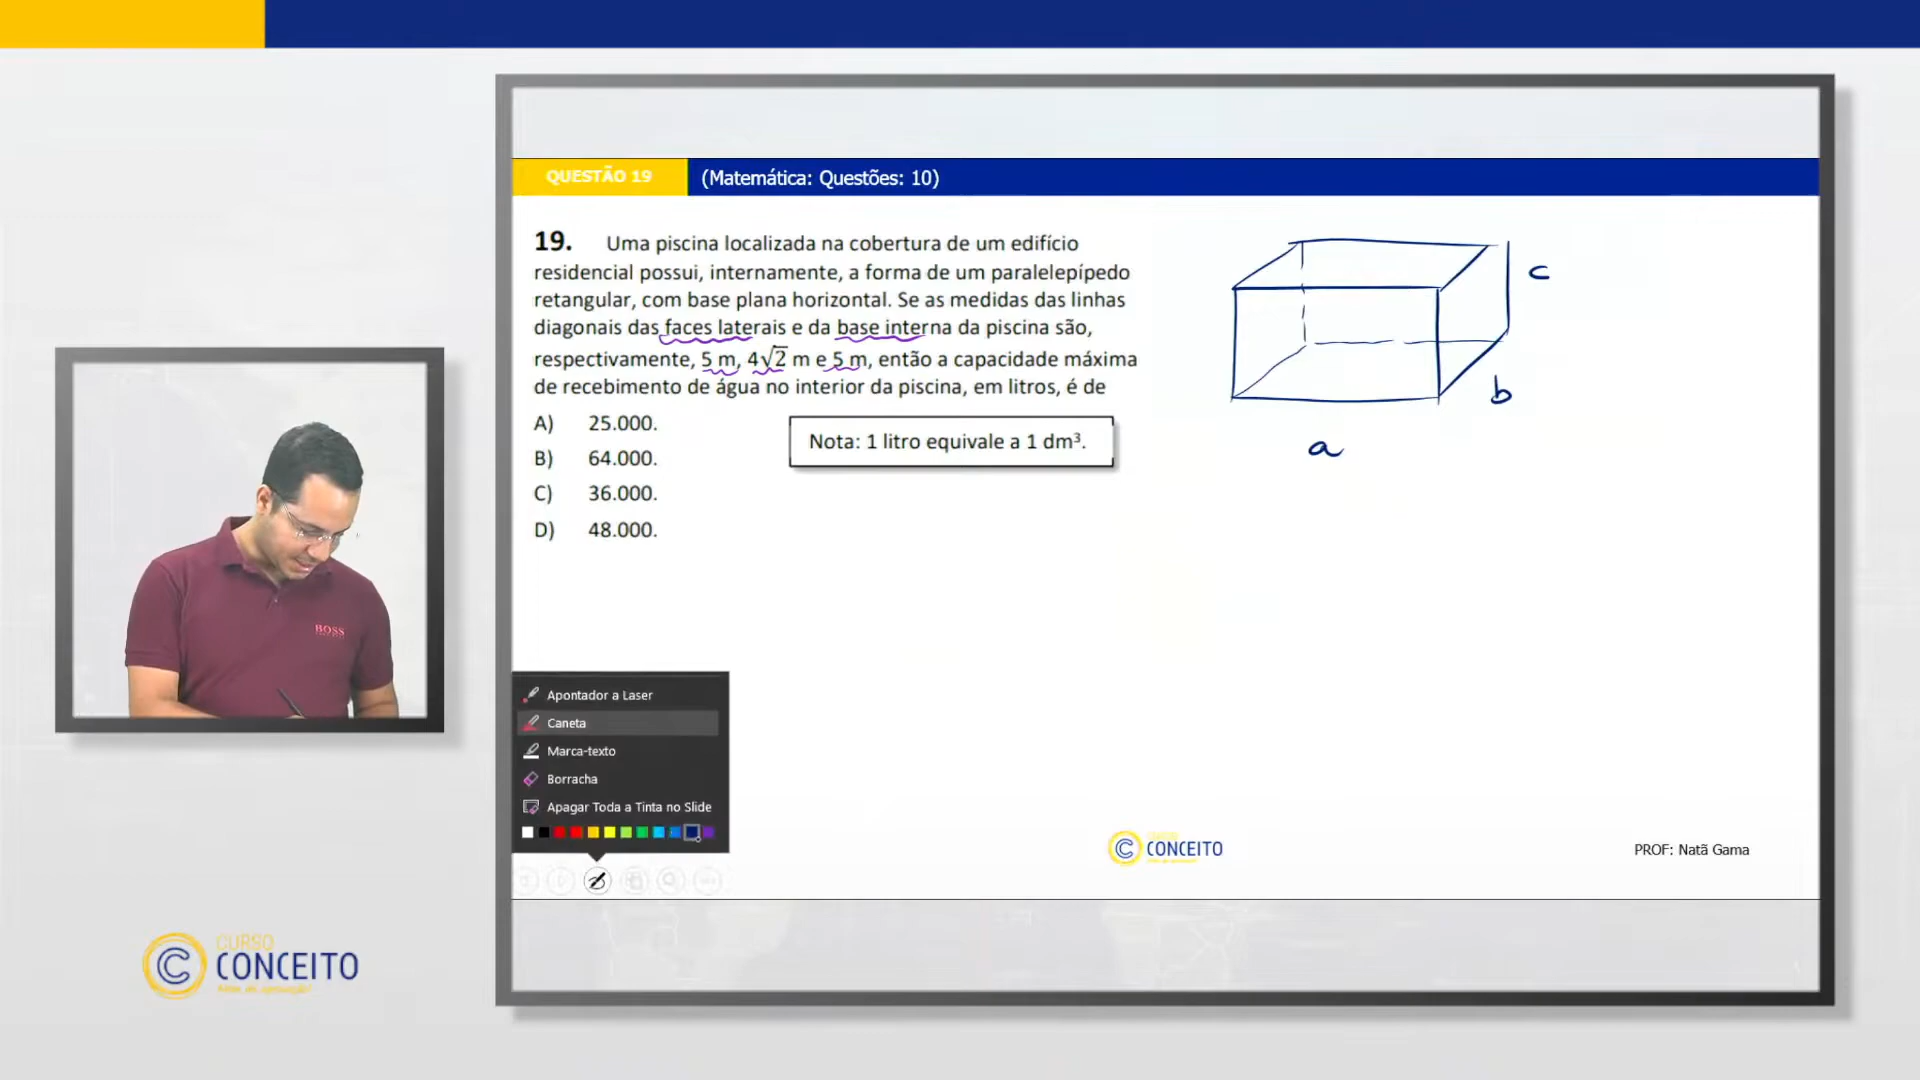 QUESTÃO 19
(Matemática: Questões: 10)
19. Uma piscina localizada na cobertura de um edifício
residencial possui, internamente, a forma de um paralelepípedo
retangular, com base plana horizontal. Se as medidas das linhas
diagonais das faces laterais e da base interna da piscina são,
respectivamente, 5 m, 4√2 m e 5 m, então a capacidade máxima
de recebimento de água no interior da piscina, em litros, é de
A) 25.000.
B) 64.000.
C) 36.000.
D) 48.000.
Nota: 1 litro equivale a 1 dm³.
c
b
a
BOSS
Apontador a Laser
Caneta
Marca-texto
Borracha
Apagar Toda a Tinta no Slide
CURSO
CONCEITO
PROF: Natã Gama
CURSO
CONCEITO